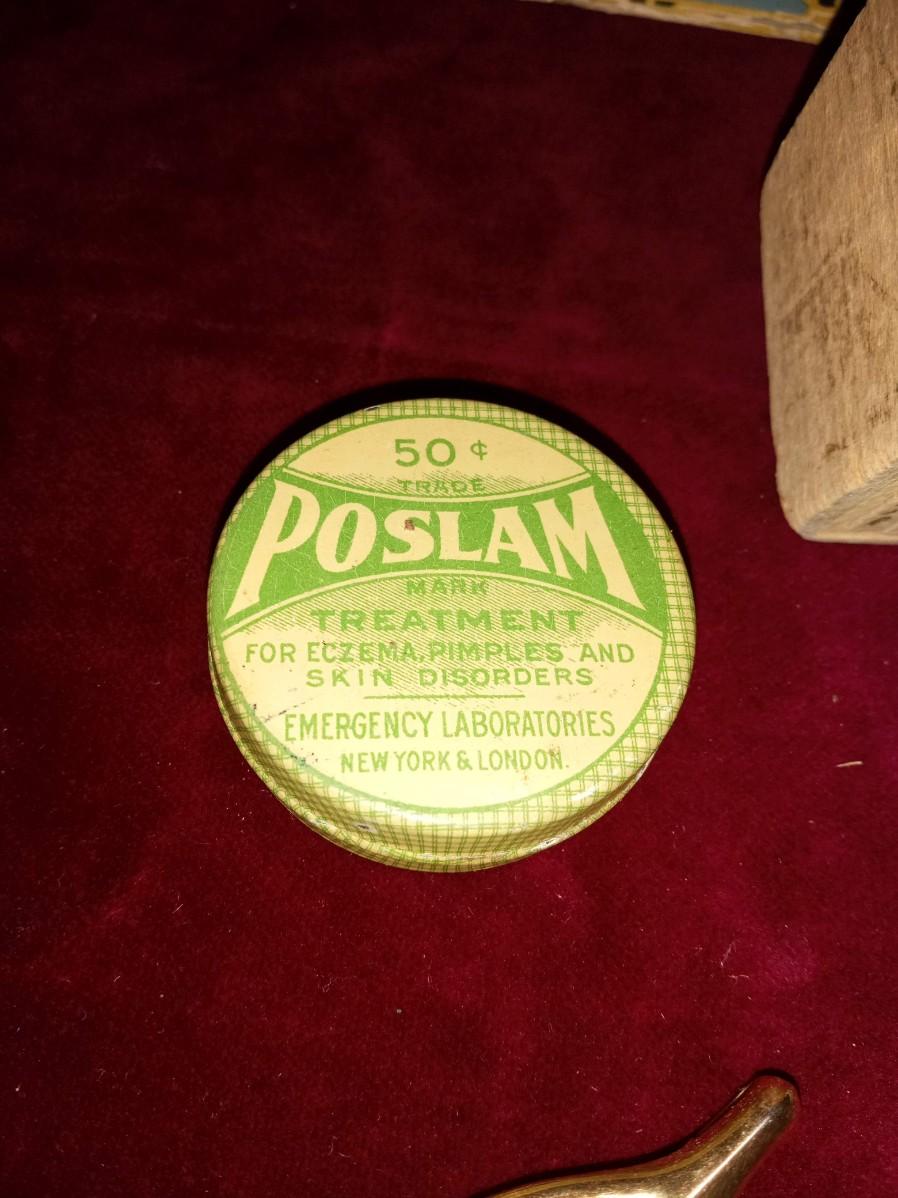 50 ¢
TRADE
POSLAM
MARK
TREATMENT
FOR ECZEMA, PIMPLES AND
SKIN DISORDERS
EMERGENCY LABORATORIES
NEW YORK & LONDON.